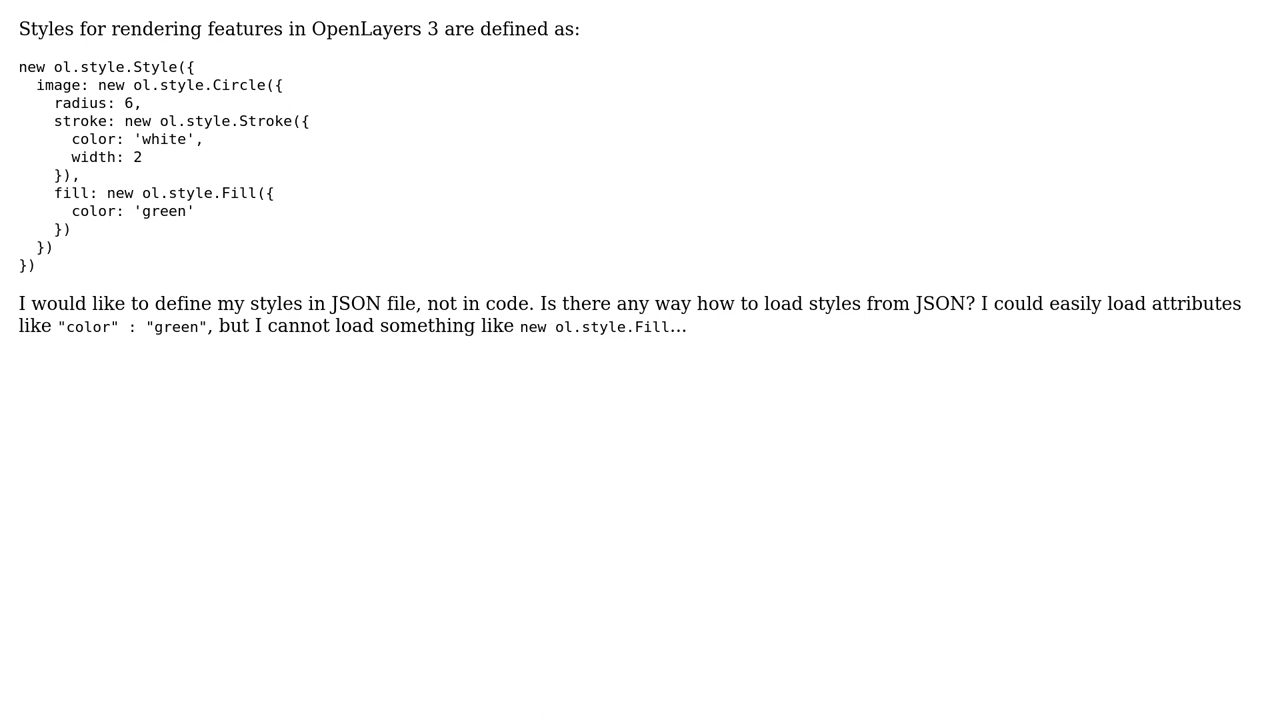 Styles for rendering features in OpenLayers 3 are defined as:
new ol.style.Style({
  image: new ol.style.Circle({
    radius: 6,
    stroke: new ol.style.Stroke({
      color: 'white',
      width: 2
    }),
    fill: new ol.style.Fill({
      color: 'green'
    })
  })
})
I would like to define my styles in JSON file, not in code. Is there any way how to load styles from JSON? I could easily load attributes
like "color" : "green", but I cannot load something like new ol.style.Fill...